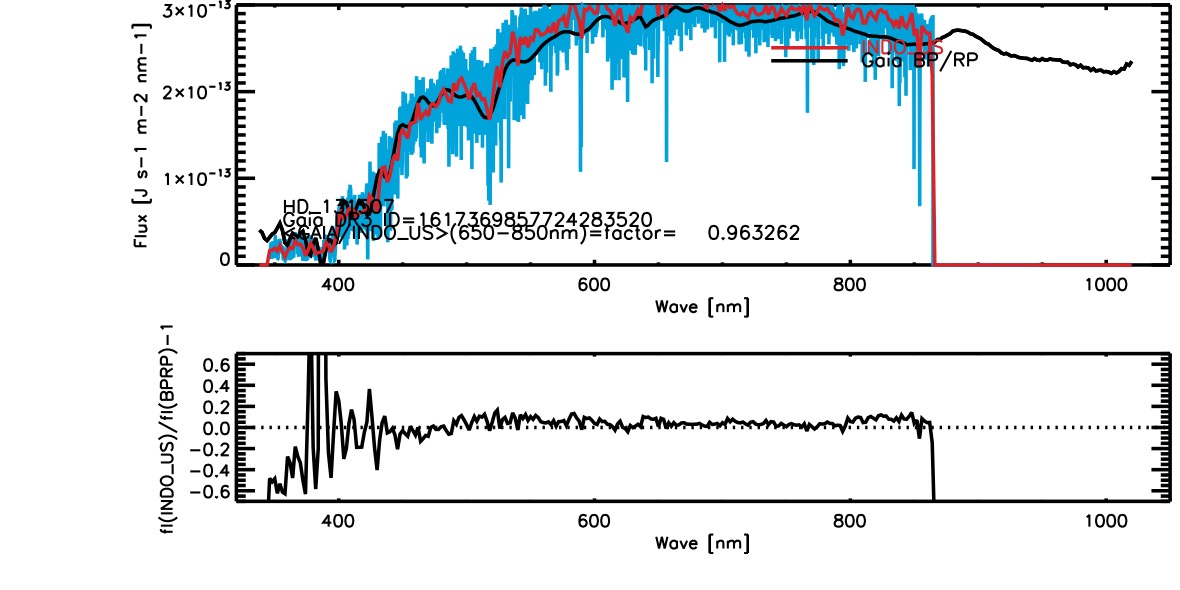 3×10−13
2×10−13
1×10−13
0
Flux [J s−1 m−2 nm−1]
INDO_US
Gaia BP/RP
HD_131507
Gaia DR3 ID=1617369857724283520
<GAIA/INDO_US>(650−850nm)=factor= 0.963262
400 600 800 1000
Wave [nm]
fl(INDO_US)/fl(BPRP)−1
0.6
0.4
0.2
0.0
−0.2
−0.4
−0.6
400 600 800 1000
Wave [nm]